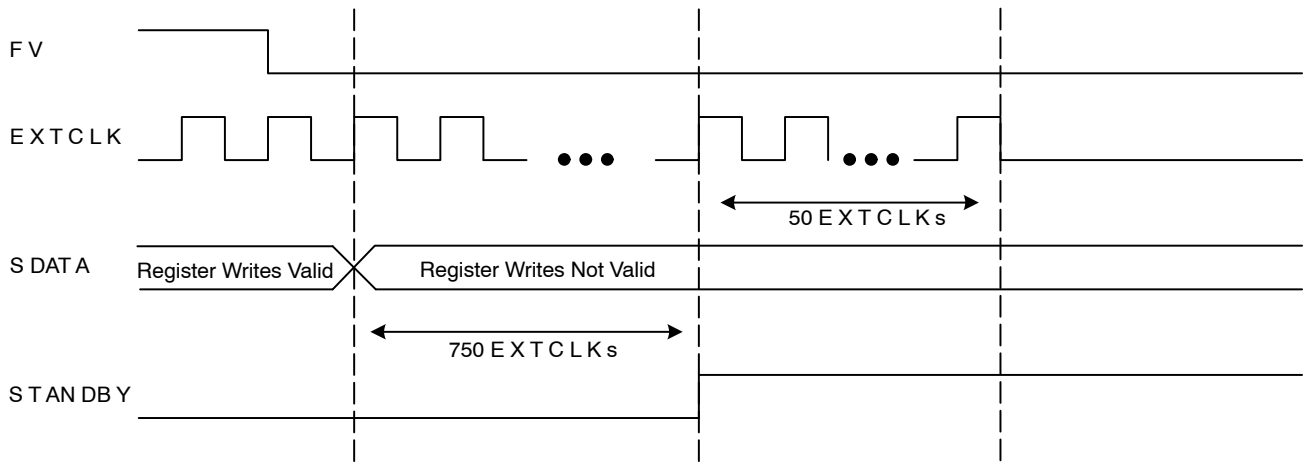 FV
EXTCLK
50 EXTCLKs
SDATA
Register Writes Valid
Register Writes Not Valid
750 EXTCLKs
STANDBY